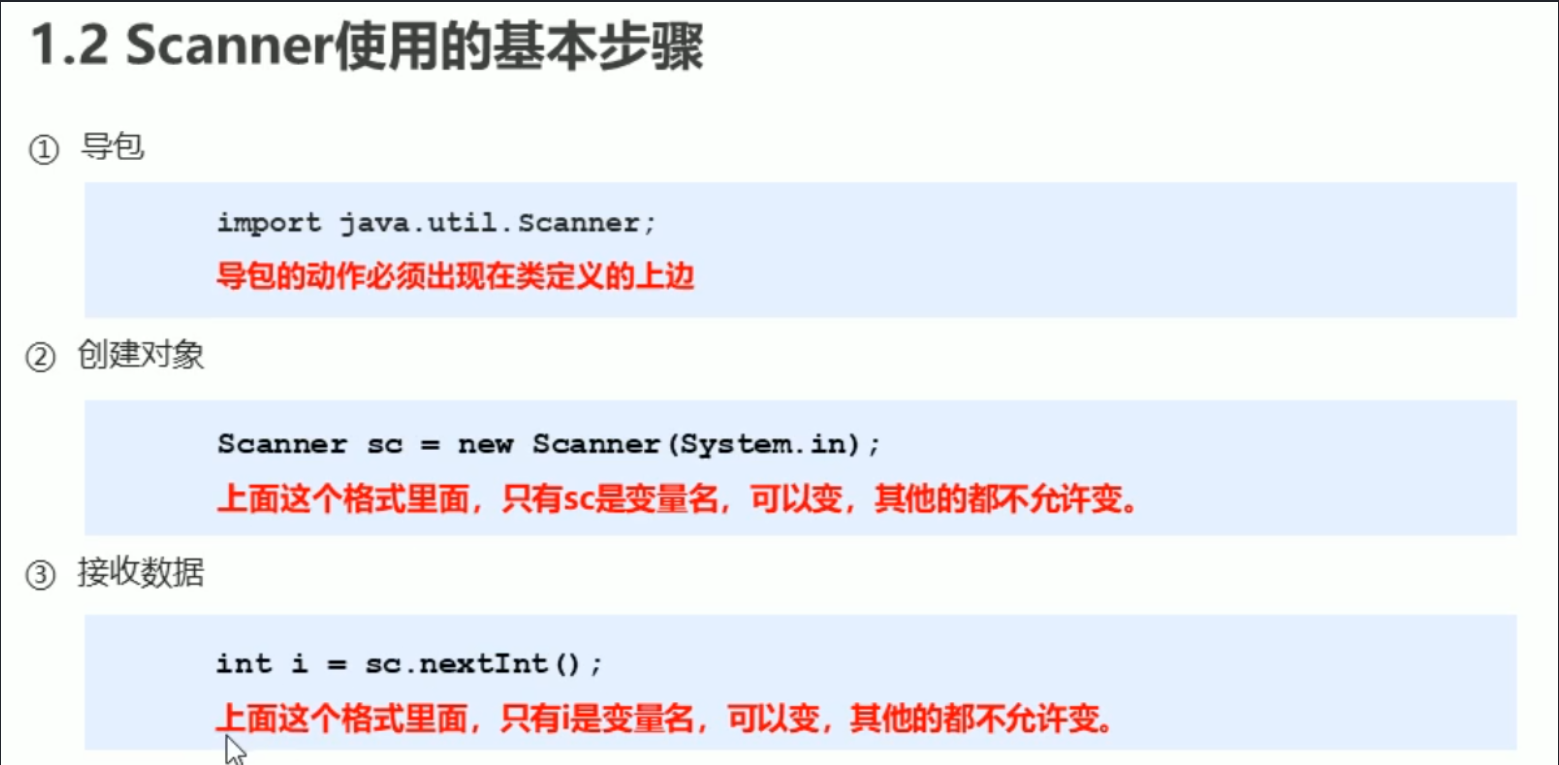 1.2 Scanner使用的基本步骤
① 导包
import java.util.Scanner;
导包的动作必须出现在类定义的上边
② 创建对象
Scanner sc = new Scanner(System.in);
上面这个格式里面，只有sc是变量名，可以变，其他的都不允许变。
③ 接收数据
int i = sc.nextInt();
上面这个格式里面，只有i是变量名，可以变，其他的都不允许变。